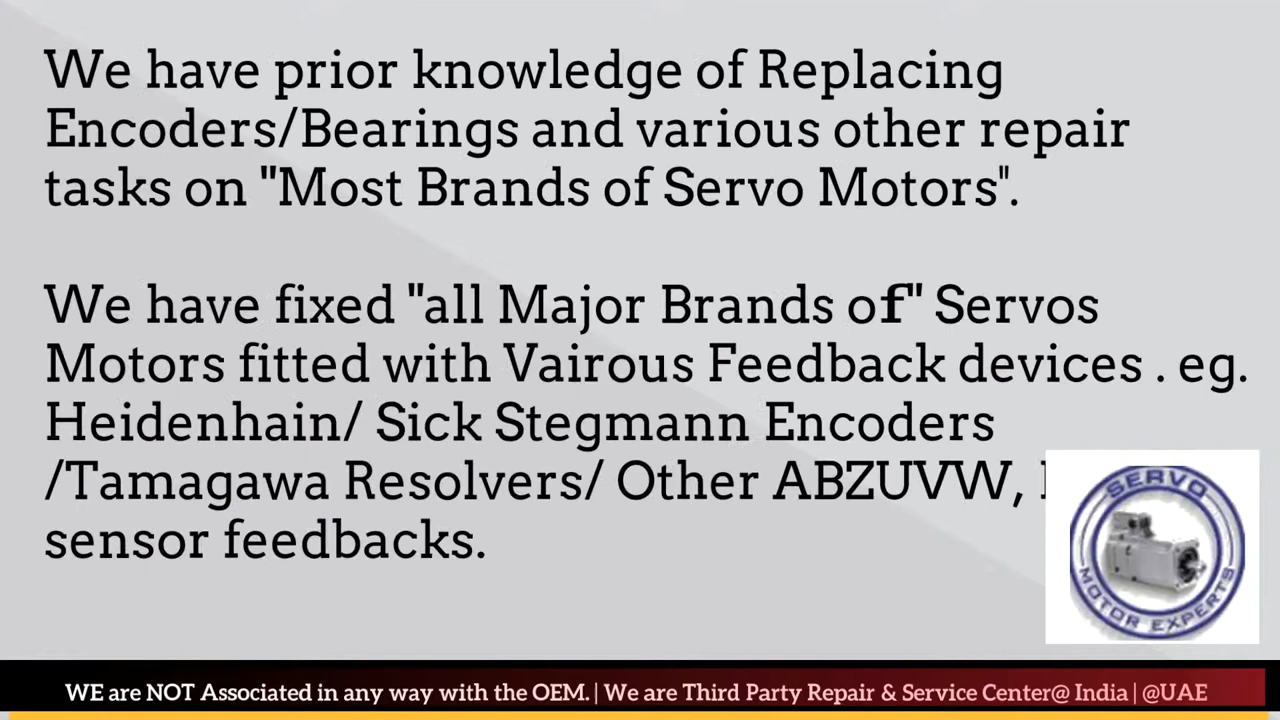 We have prior knowledge of Replacing
Encoders/Bearings and various other repair
tasks on "Most Brands of Servo Motors".
We have fixed "all Major Brands of" Servos
Motors fitted with Vairous Feedback devices . eg.
Heidenhain/ Sick Stegmann Encoders
/Tamagawa Resolvers/ Other ABZUVW,
sensor feedbacks.
SERVO
MOTOR EXPERTS
WE are NOT Associated in any way with the OEM. | We are Third Party Repair & Service Center@ India | @UAE